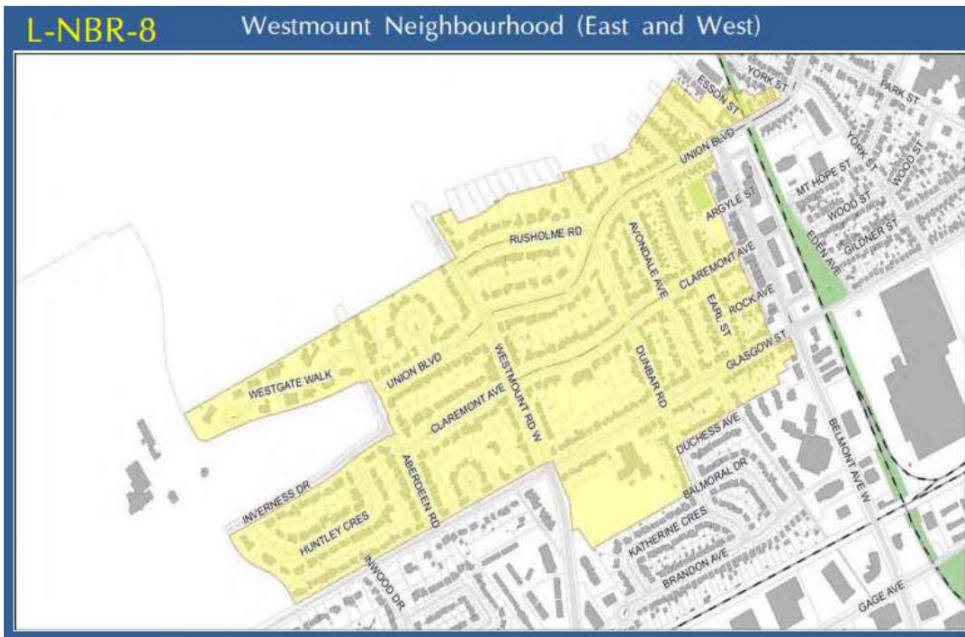 L-NBR-8
Westmount Neighbourhood (East and West)
YORK ST
PARK ST
ESSON ST
UNION BLVD
YORK ST
WOOD ST
MT HOPE ST
ARGYLE ST
WOOD ST
RUSHOLME RD
AVONDALE AVE
EDEN AVE
GILDNER ST
CLAREMONT AVE
EARL ST
ROCK AVE
GLASGOW ST
WESTGATE WALK
UNION BLVD
WESTMOUNT RD W
DUNBAR RD
CLAREMONT AVE
DUCHESS AVE
BELMONT AVE W
ABERDEEN RD
BALMORAL DR
INVERNESS DR
HUNTLEY CRES
KATHERINE CRES
INWOOD DR
BRANDON AVE
GAGE AVE